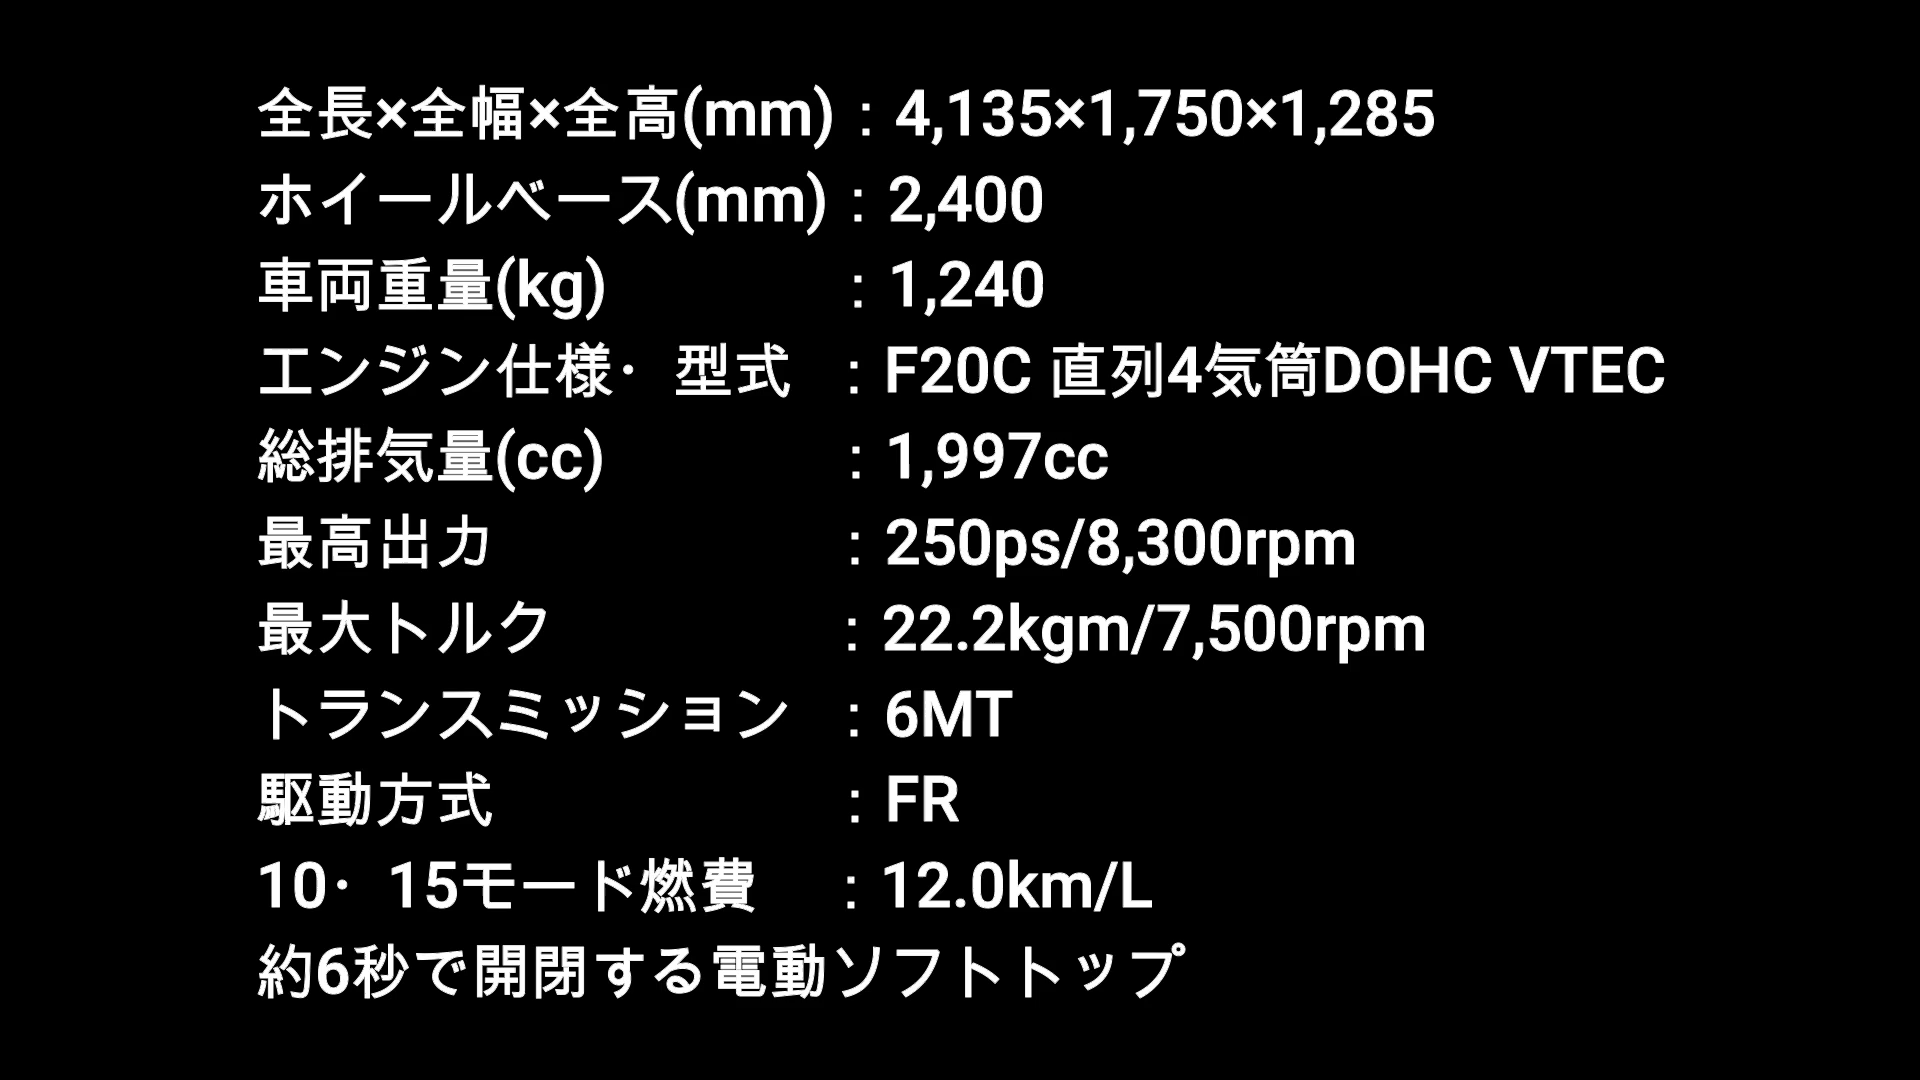 全長×全幅×全高(mm)：4,135×1,750×1,285
ホイールベース(mm)：2,400
車両重量(kg)：1,240
エンジン仕様・型式：F20C 直列4気筒DOHC VTEC
総排気量(cc)：1,997cc
最高出力：250ps/8,300rpm
最大トルク：22.2kgm/7,500rpm
トランスミッション：6MT
駆動方式：FR
10・15モード燃費：12.0km/L
約6秒で開閉する電動ソフトトップ